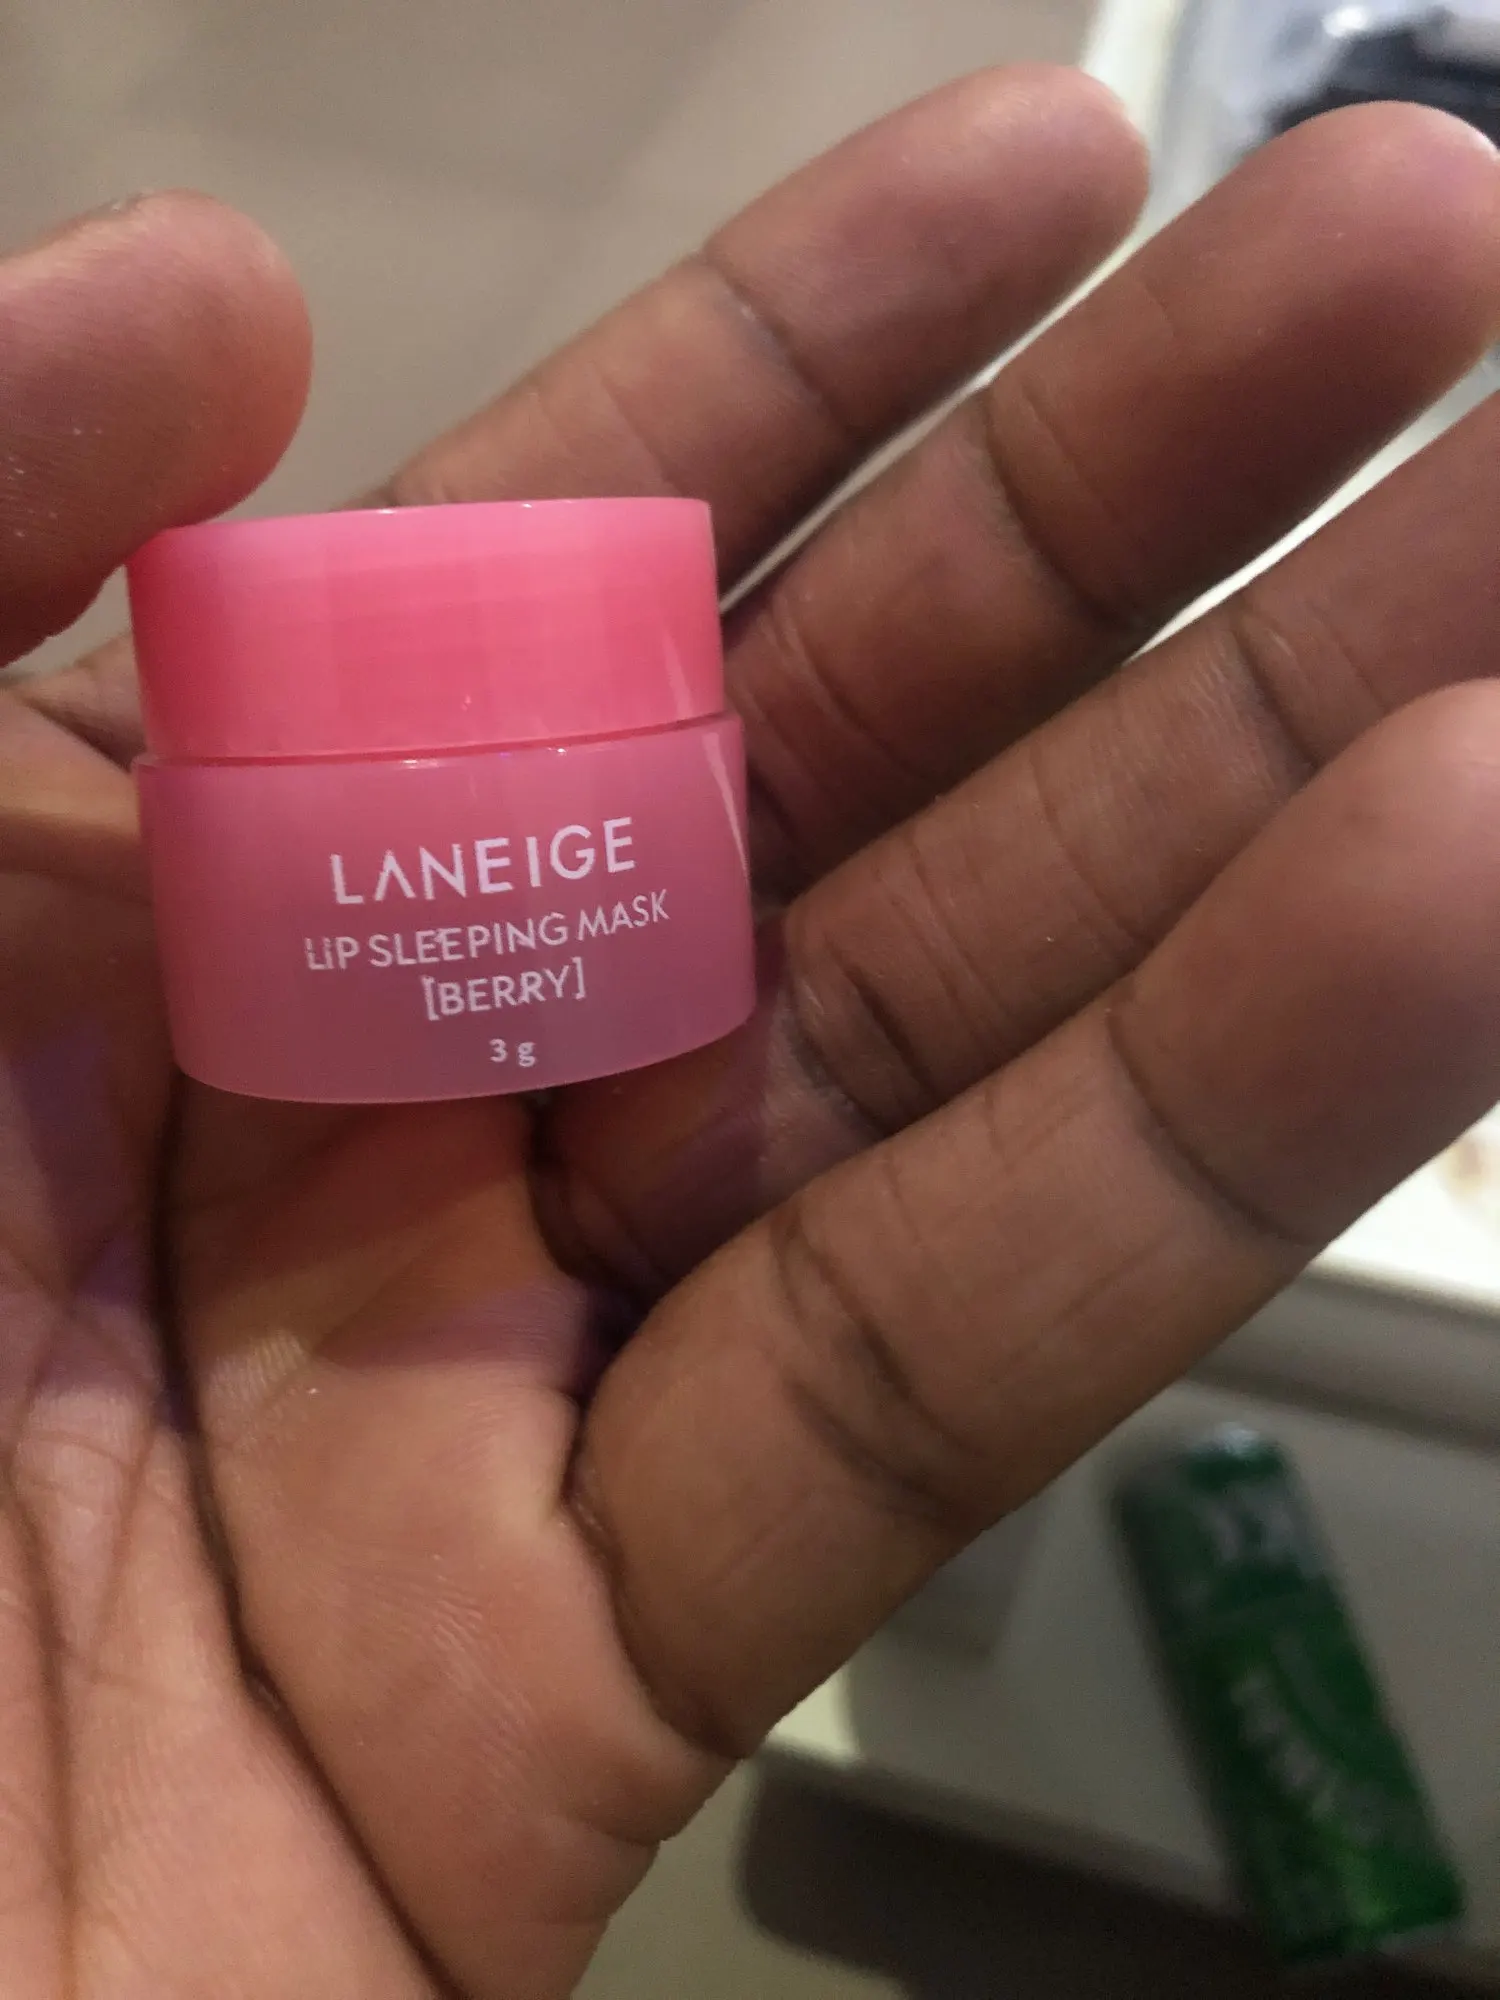 LANEIGE
LIP SLEEPING MASK
[BERRY]
3 g